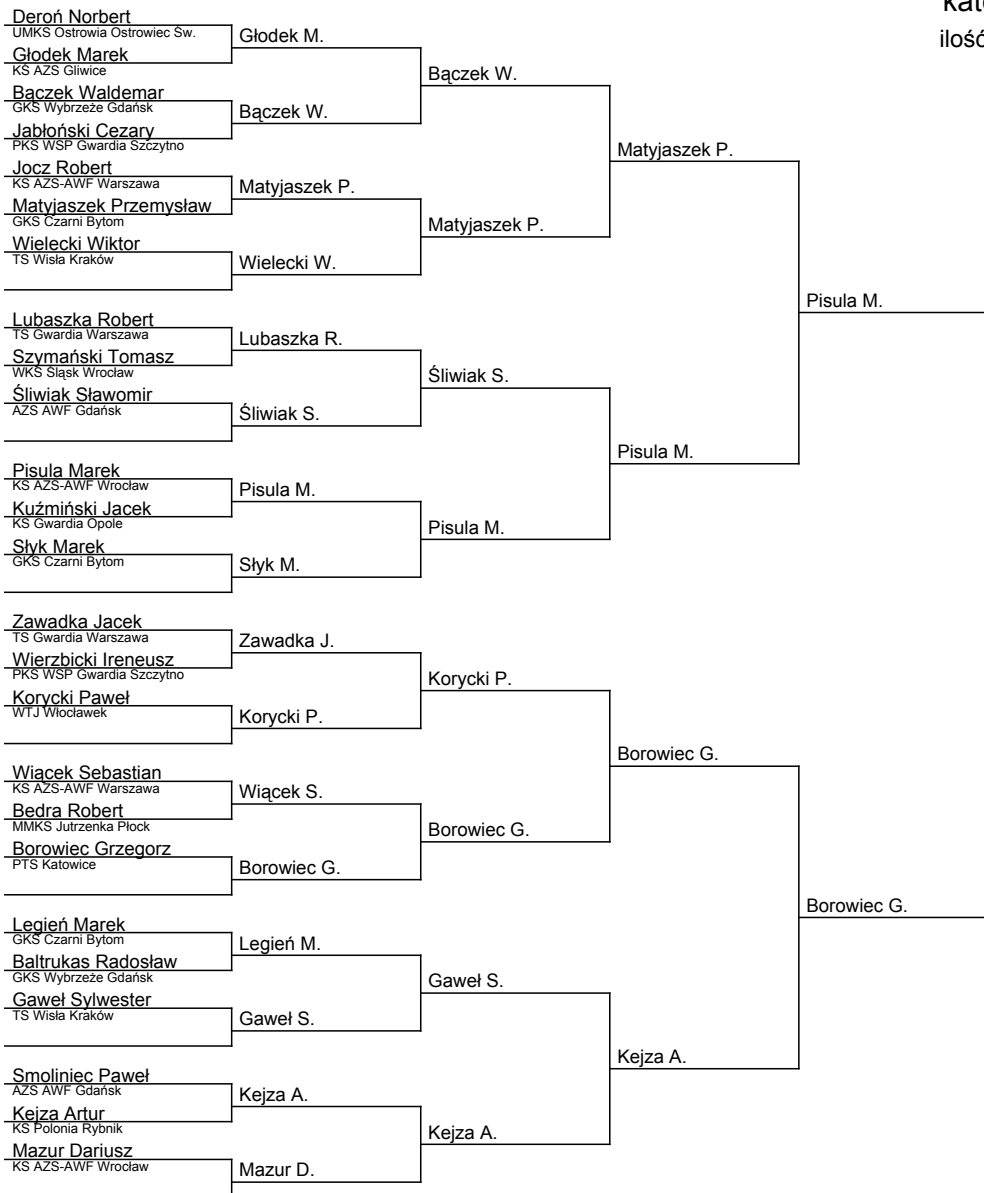 kate
ilość
Deroń Norbert
UMKS Ostrovia Ostrowiec Św.
Głodek Marek
KS AZS Gliwice
Bączek Waldemar
GKS Wybrzeże Gdańsk
Jabłoński Cezary
PKS WSP Gwardia Szczytno
Jocz Robert
KS AZS-AWF Warszawa
Matyjaszek Przemysław
GKS Czarni Bytom
Wielecki Wiktor
TS Wisła Kraków
Lubaszka Robert
TS Gwardia Warszawa
Szymański Tomasz
WKS Śląsk Wrocław
Śliwiak Sławomir
AZS AWF Gdańsk
Pisula Marek
KS AZS-AWF Wrocław
Kuźmiński Jacek
KS Gwardia Opole
Słyk Marek
GKS Czarni Bytom
Zawadka Jacek
TS Gwardia Warszawa
Wierzbicki Ireneusz
PKS WSP Gwardia Szczytno
Korycki Paweł
WTJ Włocławek
Wiącek Sebastian
KS AZS-AWF Warszawa
Bedra Robert
MMKS Jutrzenka Płock
Borowiec Grzegorz
PTS Katowice
Legień Marek
GKS Czarni Bytom
Baltrukas Radosław
GKS Wybrzeże Gdańsk
Gaweł Sylwester
TS Wisła Kraków
Smoliniec Paweł
AZS AWF Gdańsk
Kejza Artur
KS Polonia Rybnik
Mazur Dariusz
KS AZS-AWF Wrocław
Głodek M.
Bączek W.
Matyjaszek P.
Wielecki W.
Lubaszka R.
Śliwiak S.
Pisula M.
Słyk M.
Zawadka J.
Korycki P.
Wiącek S.
Borowiec G.
Legień M.
Gaweł S.
Kejza A.
Mazur D.
Bączek W.
Matyjaszek P.
Śliwiak S.
Pisula M.
Korycki P.
Borowiec G.
Gaweł S.
Kejza A.
Matyjaszek P.
Pisula M.
Borowiec G.
Kejza A.
Pisula M.
Borowiec G.